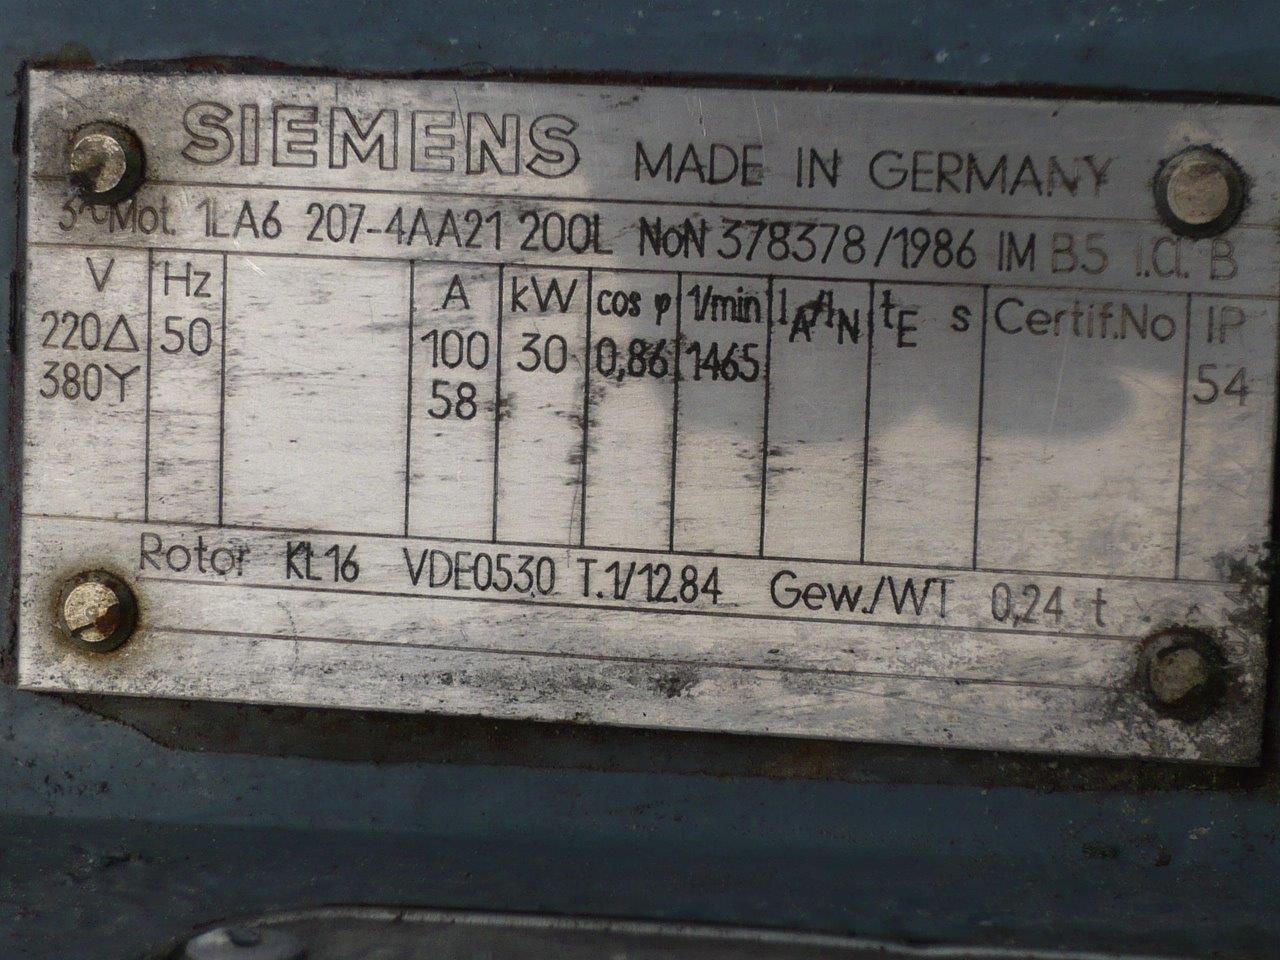 SIEMENS MADE IN GERMANY
3~Mot. 1LA6 207-4AA21 200L NoN 378378/1986 IM B5 I.Cl. B
V Hz A kW cos φ 1/min IA/IN tE s Certif.No IP
220Δ 50 100 30 0,86 1465 54
380Y 58
Rotor KL16 VDE0530 T.1/12.84 Gew./WT 0,24 t